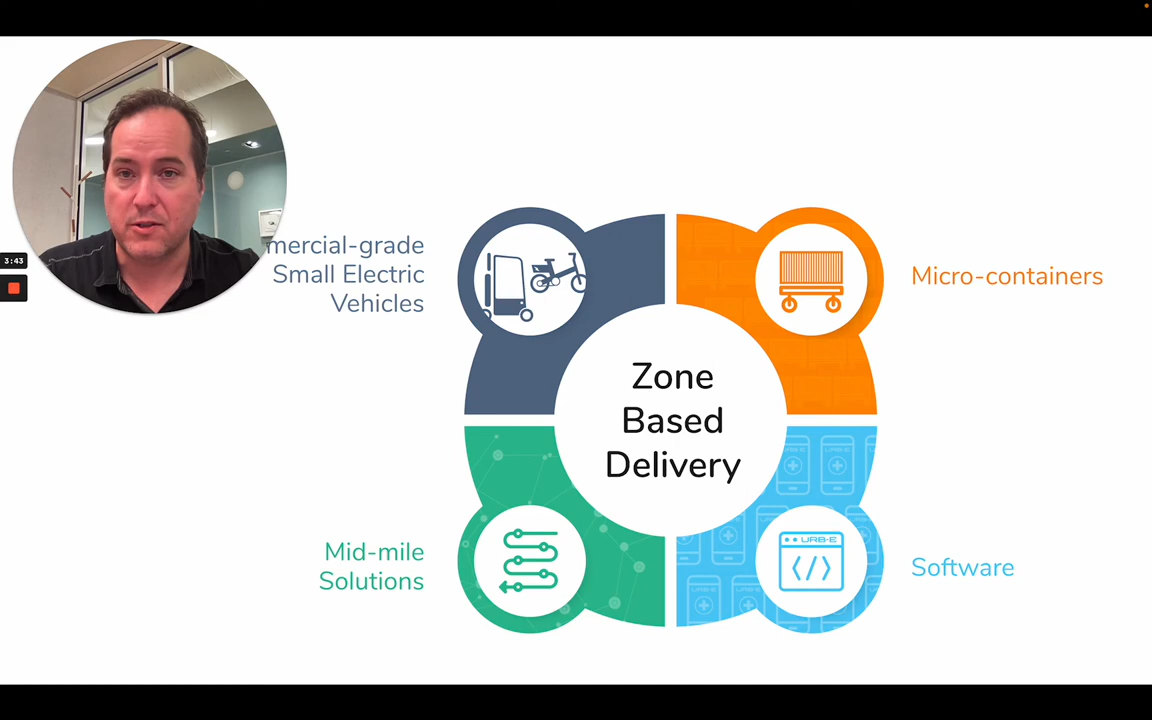 mercial-grade
Small Electric
Vehicles
Micro-containers
3:43
Zone
Based
Delivery
Mid-mile
Solutions
URB-E
Software